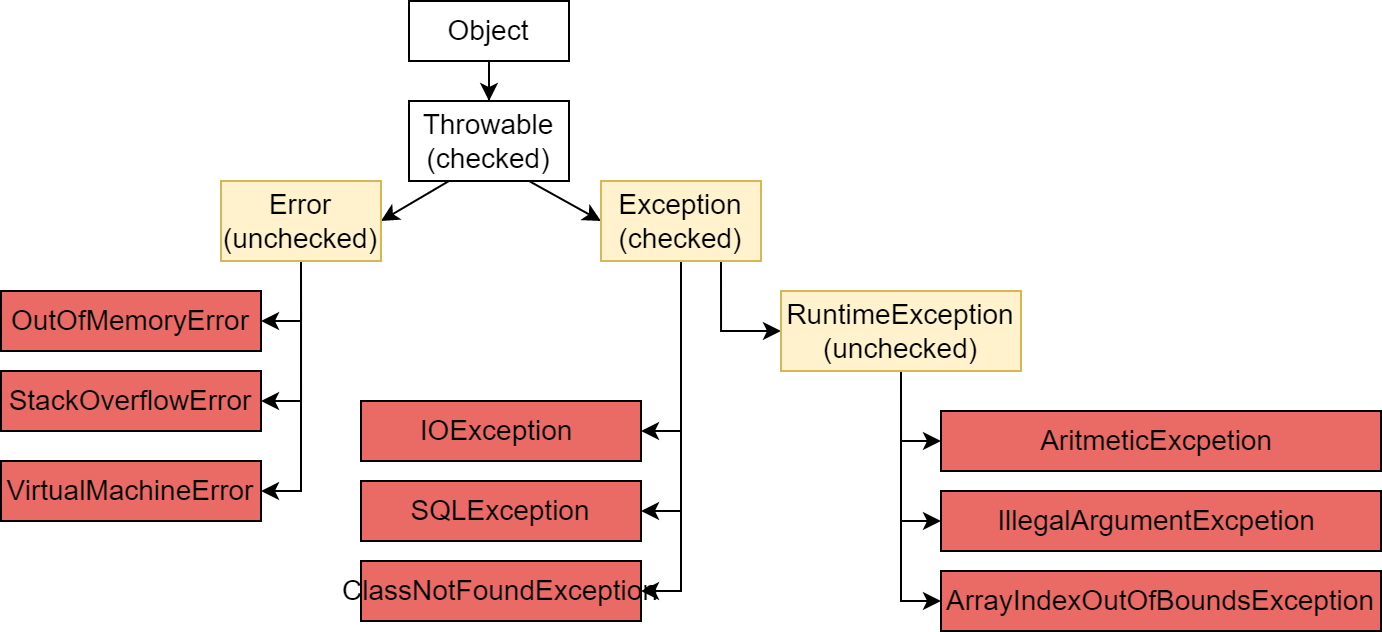 Object
Throwable
(checked)
Error
(unchecked)
Exception
(checked)
OutOfMemoryError
StackOverflowError
VirtualMachineError
RuntimeException
(unchecked)
IOException
SQLException
ClassNotFoundException
AritmeticExcpetion
IllegalArgumentExcpetion
ArrayIndexOutOfBoundsException